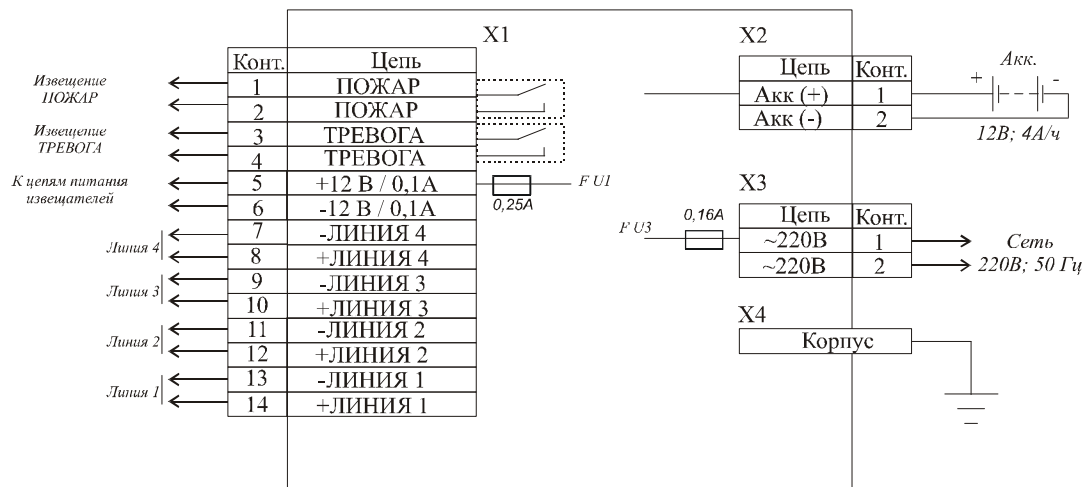 X1
Конт. Цепь
1 ПОЖАР
2 ПОЖАР
3 ТРЕВОГА
4 ТРЕВОГА
5 +12 В / 0,1А
6 -12 В / 0,1А
7 -ЛИНИЯ 4
8 +ЛИНИЯ 4
9 -ЛИНИЯ 3
10 +ЛИНИЯ 3
11 -ЛИНИЯ 2
12 +ЛИНИЯ 2
13 -ЛИНИЯ 1
14 +ЛИНИЯ 1
Извещение
ПОЖАР
Извещение
ТРЕВОГА
К цепям питания
извещателей
Линия 4
Линия 3
Линия 2
Линия 1
F U1
0,25А
X2
Цепь Конт.
Акк (+) 1
Акк (-) 2
Акк.
+ -
12В; 4А/ч
X3
F U3
0,16А
Цепь Конт.
~220В 1
~220В 2
Сеть
220В; 50 Гц
X4
Корпус